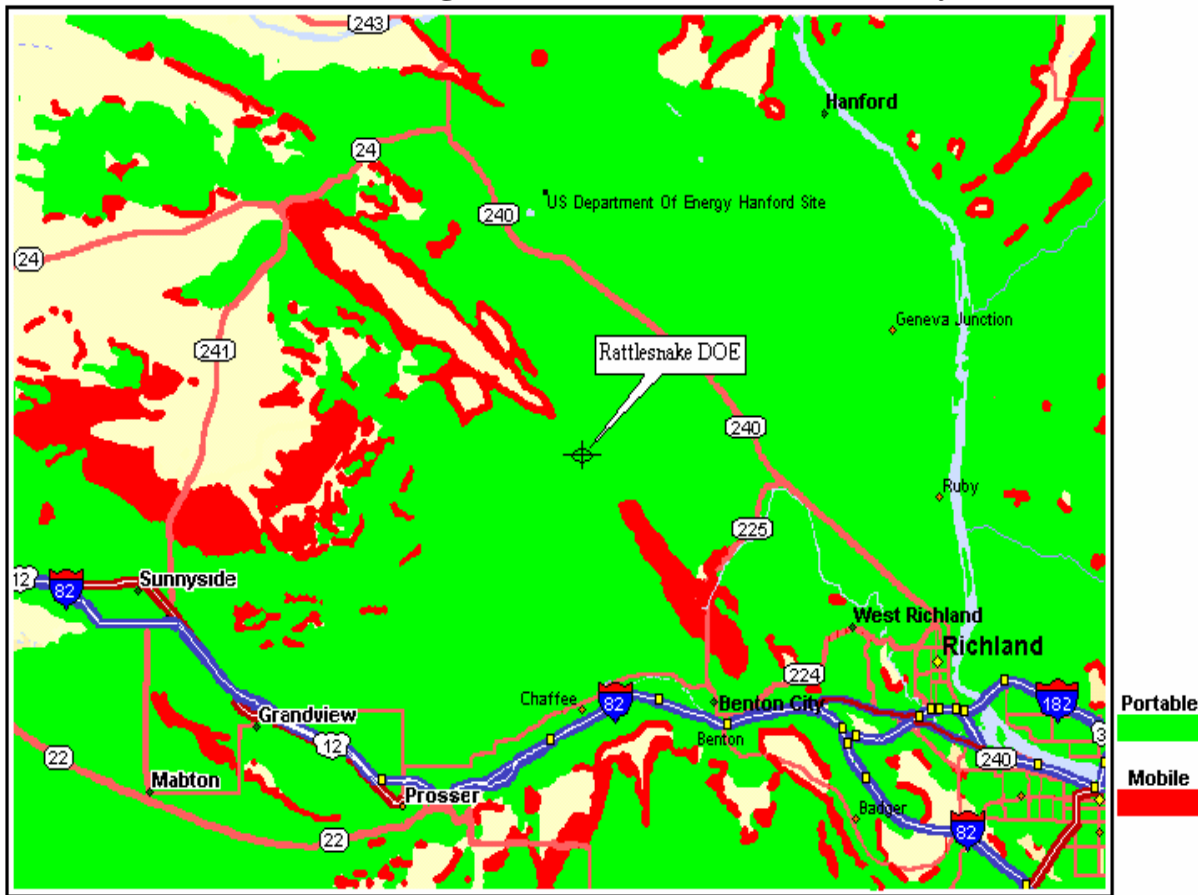 243
Hanford
24
US Department Of Energy Hanford Site
240
24
Geneva Junction
241
Rattlesnake DOE
240
Ruby
225
12
82
Sunnyside
West Richland
Richland
224
Chaffee
82
Benton City
182
Portable
Grandview
12
Benton
3
22
240
Mobile
Mabton
Prosser
Badger
22
82